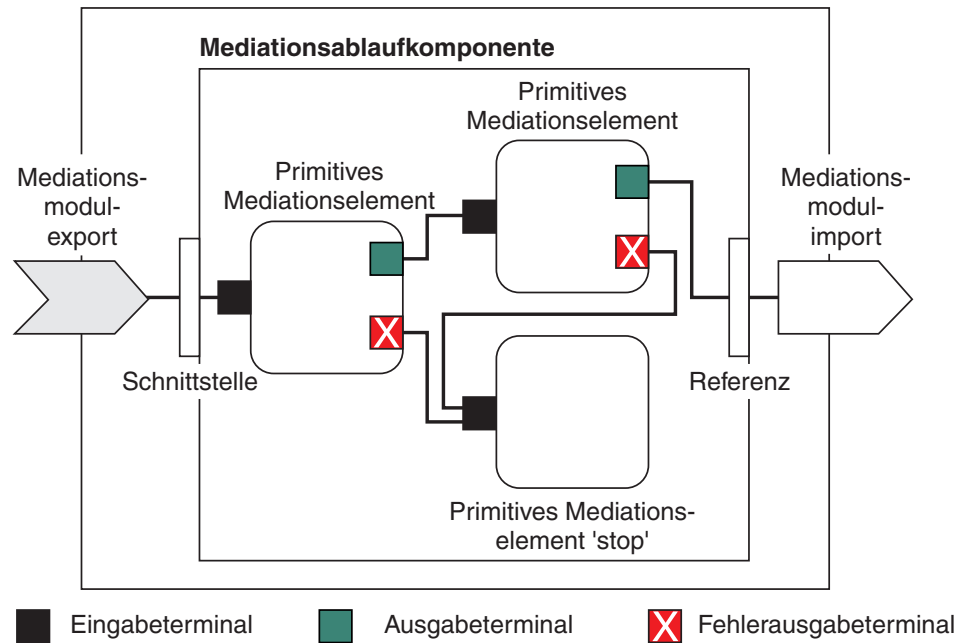 Mediationsablaufkomponente
Primitives
Mediationselement
Primitives
Mediationselement
Mediations-
modul-
export
Mediations-
modul-
import
X
X
Schnittstelle
Referenz
Primitives Mediations-
element 'stop'
Eingabeterminal
Ausgabeterminal
X
Fehlerausgabeterminal